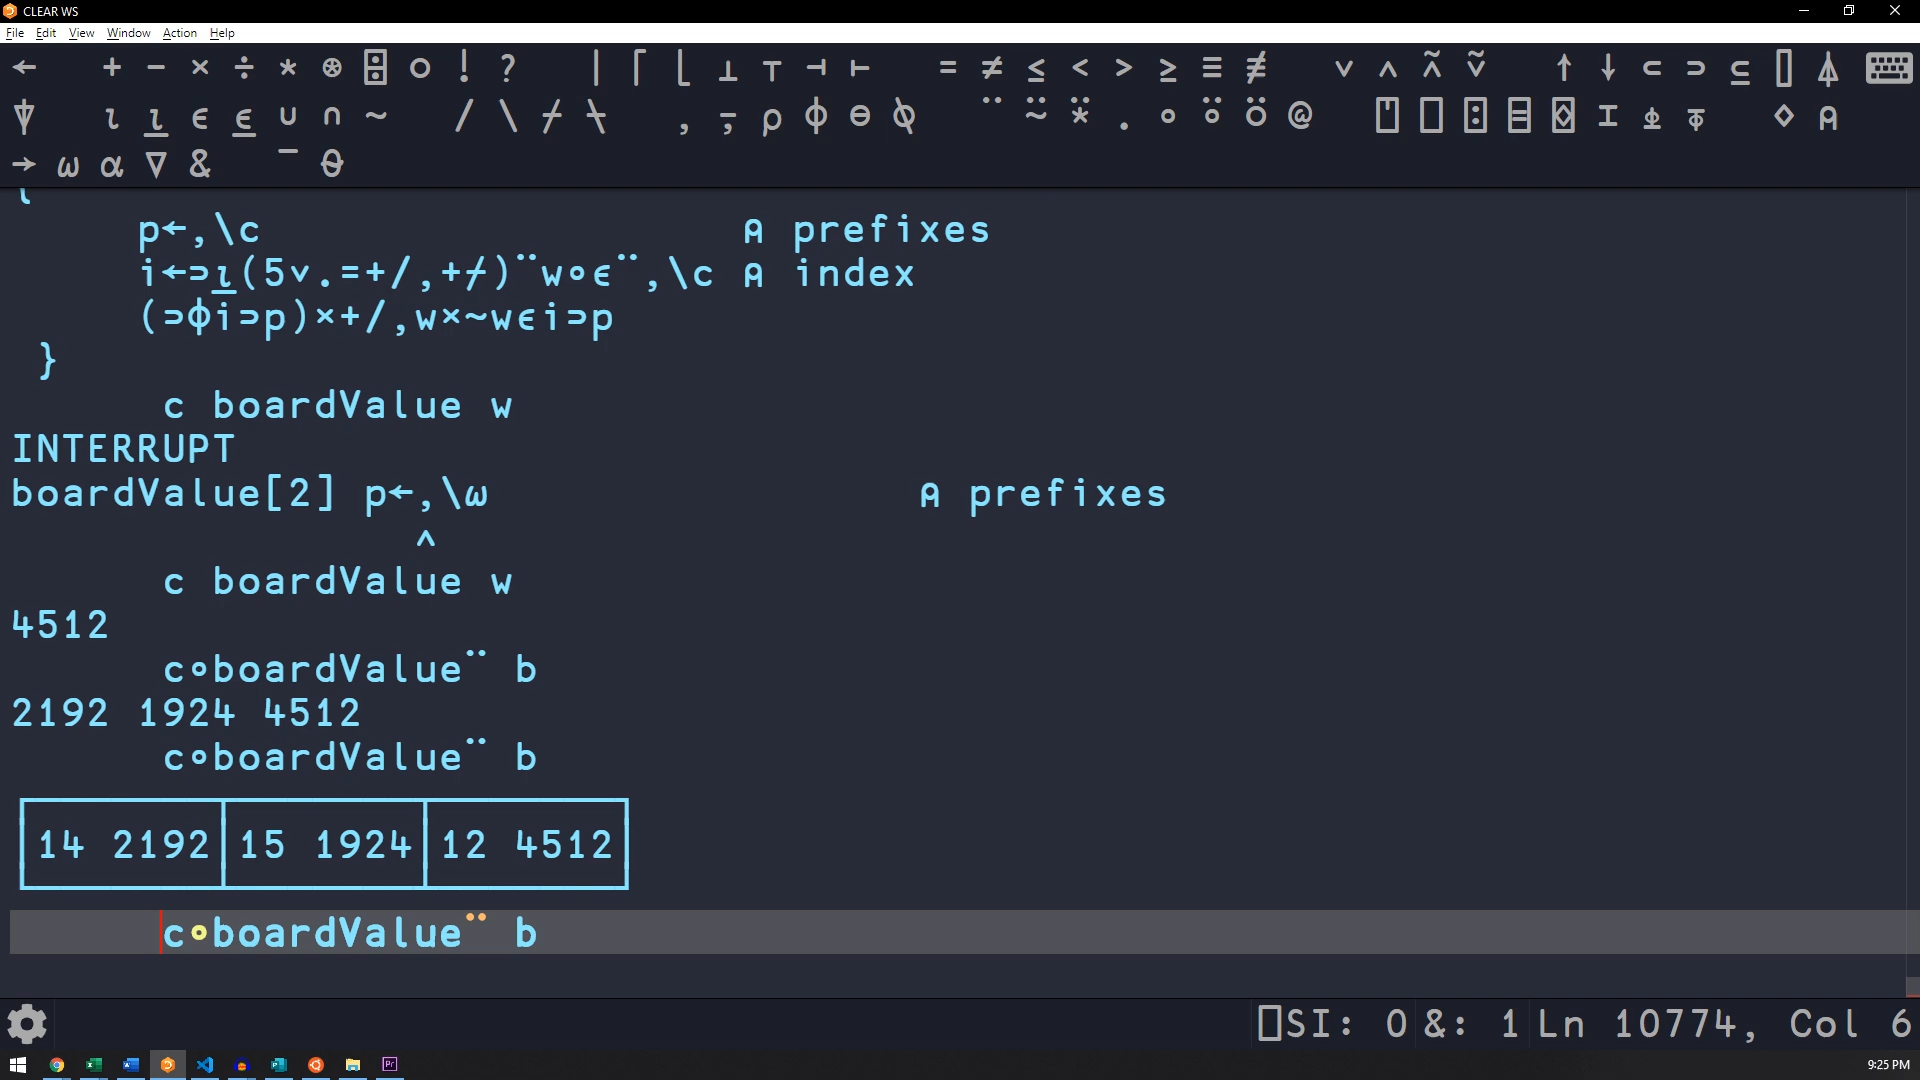 CLEAR WS
File Edit View Window Action Help
← + - × ÷ * ⍟ ⌹ ○ ! ? | ⌈ ⌊ ⊥ ⊤ ⊣ ⊢ = ≠ ≤ < > ≥ ≡ ≢ ∨ ∧ ⍲ ⍱ ↑ ↓ ⊂ ⊃ ⊆ ⌷ ⍋
⍒ ⍳ ⍸ ∊ ⍷ ∪ ∩ ~ / \ ⌿ ⍀ , ⍪ ⍴ ⌽ ⊖ ⍉ ¨ ⍨ ⍣ . ∘ ⍤ ⍥ @ ⍞ ⎕ ⍠ ⌸ ⌺ ⌶ ⍎ ⍕ ⋄ ⍝
→ ⍵ ⍺ ∇ & ¯ ⍬
p←,\c ⍝ prefixes
i←⊃⍸(5∨.=+/,+⌿)¨w∘∊¨,\c ⍝ index
(⊃⌽i⊃p)×+/,w×~w∊i⊃p
}
c boardValue w
INTERRUPT
boardValue[2] p←,\⍵ ⍝ prefixes
∧
c boardValue w
4512
c∘boardValue¨ b
2192 1924 4512
c∘boardValue¨ b
14 2192 15 1924 12 4512
c∘boardValue¨ b
⎕SI: 0 &: 1 Ln 10774, Col 6
Pr
9:25 PM